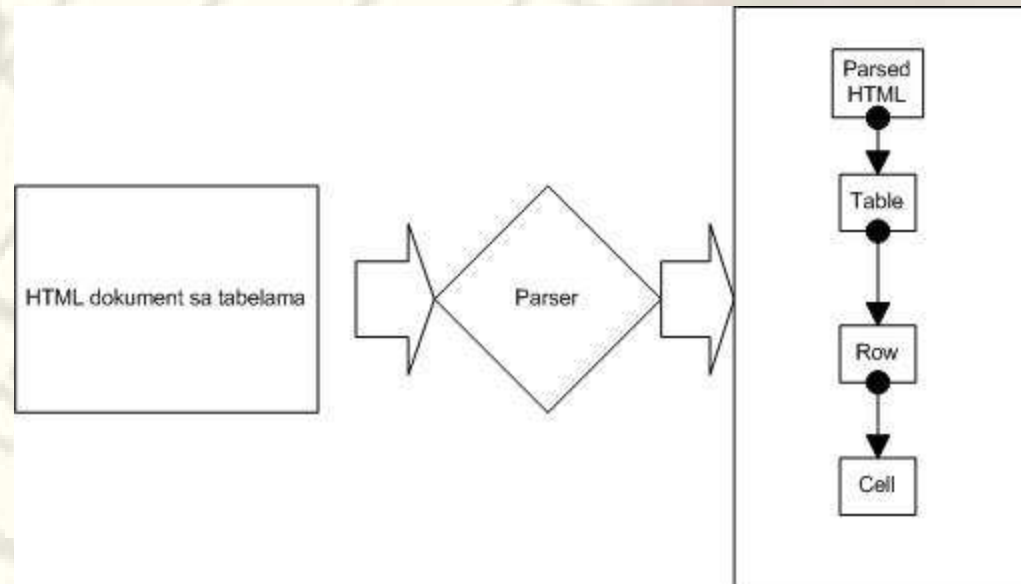 HTML dokument sa tabelama
Parser
Parsed
HTML
Table
Row
Cell